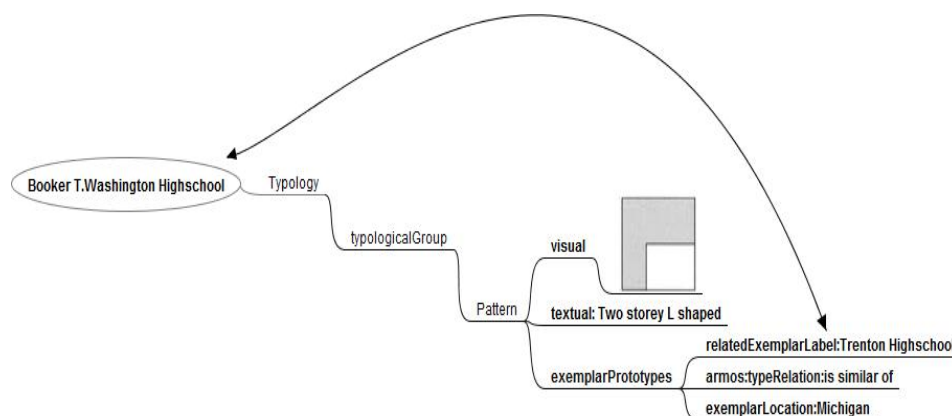 Booker T.Washington Highschool
Typology
typologicalGroup
Pattern
visual
textual: Two storey L shaped
exemplarPrototypes
relatedExemplarLabel:Trenton Highschool
armos:typeRelation:is similar of
exemplarLocation:Michigan